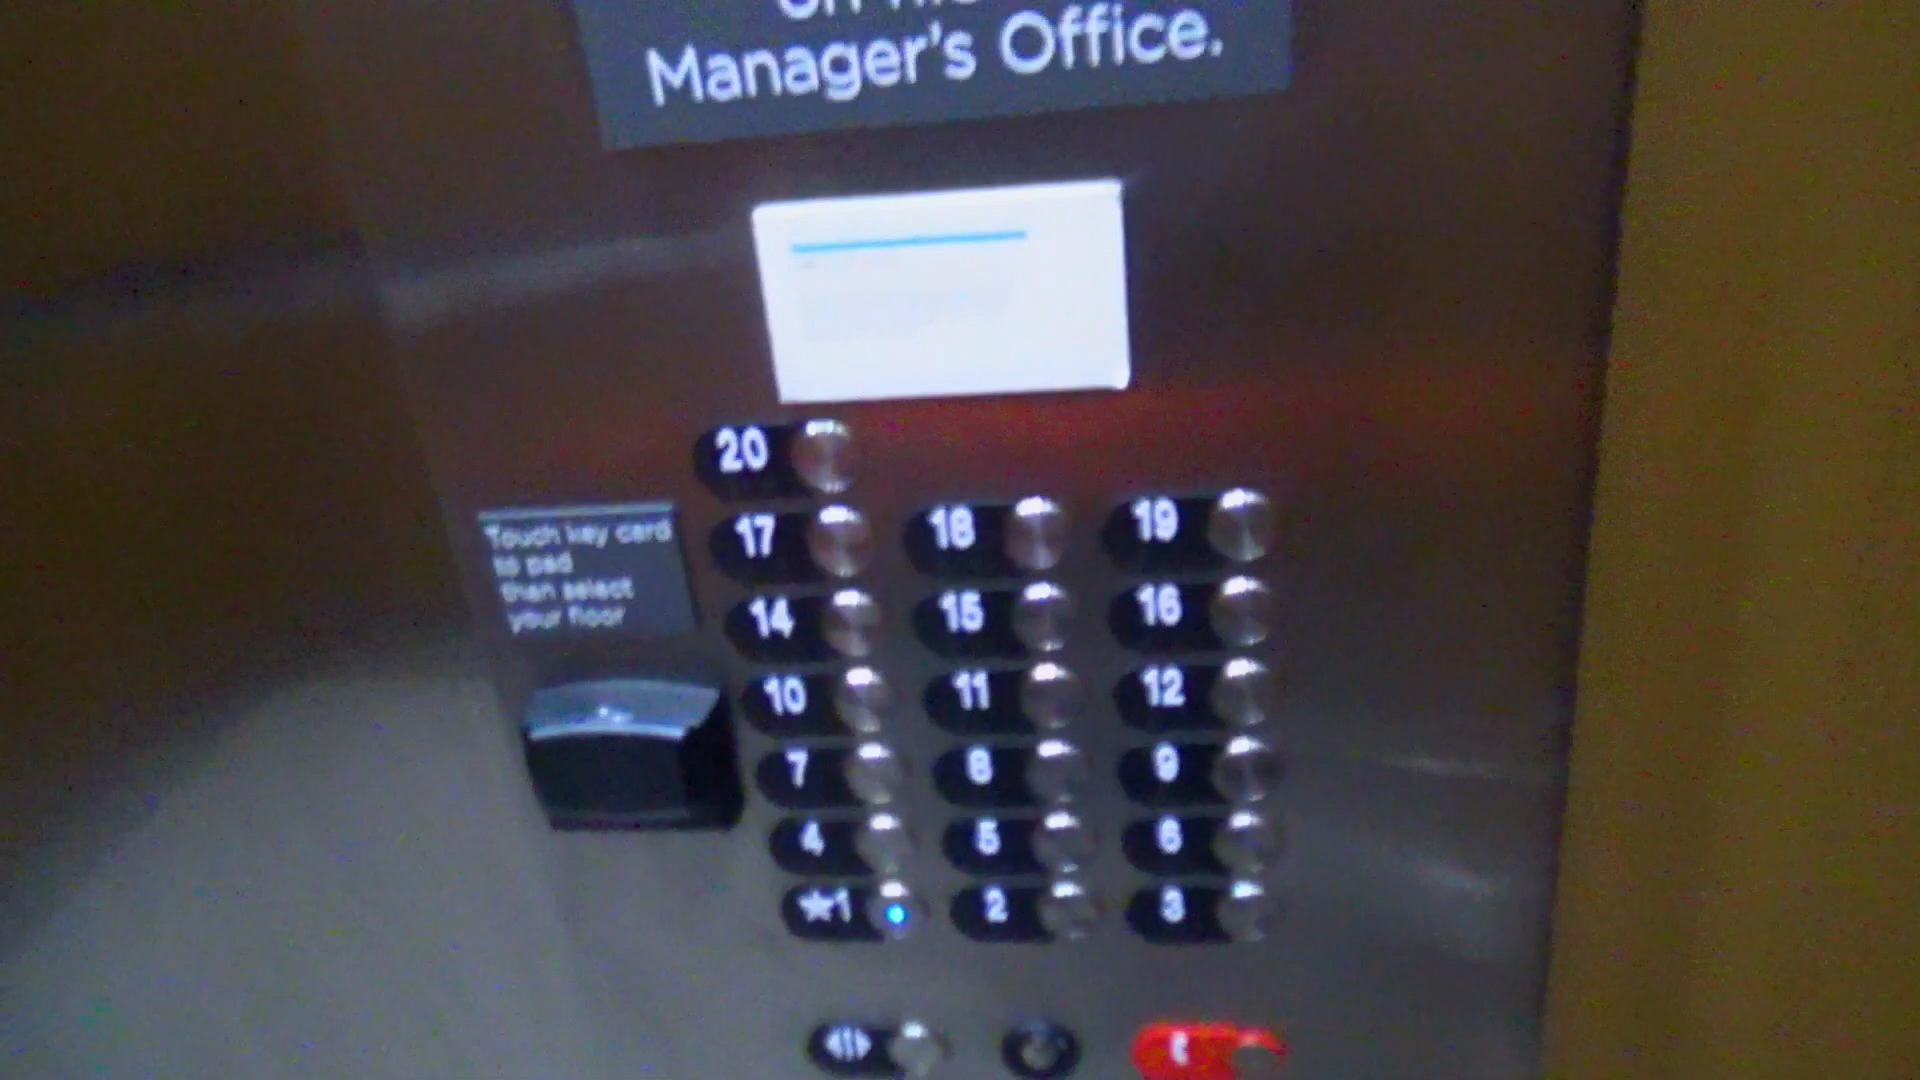 Manager's Office.
20
Touch key card
to pad
then select
your floor
17 18 19
14 15 16
10 11 12
7 8 9
4 5 6
★1 2 3